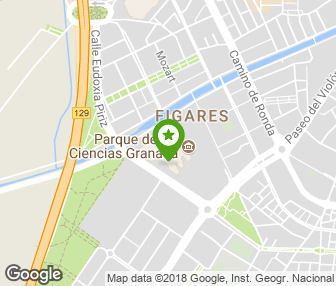 Calle Eudoxia Piriz
Mozart
Camino de Ronda
129
FIGARES
Paseo del Violón
Parque de
Ciencias Granada
Google
Map data ©2018 Google, Inst. Geogr. Nacional